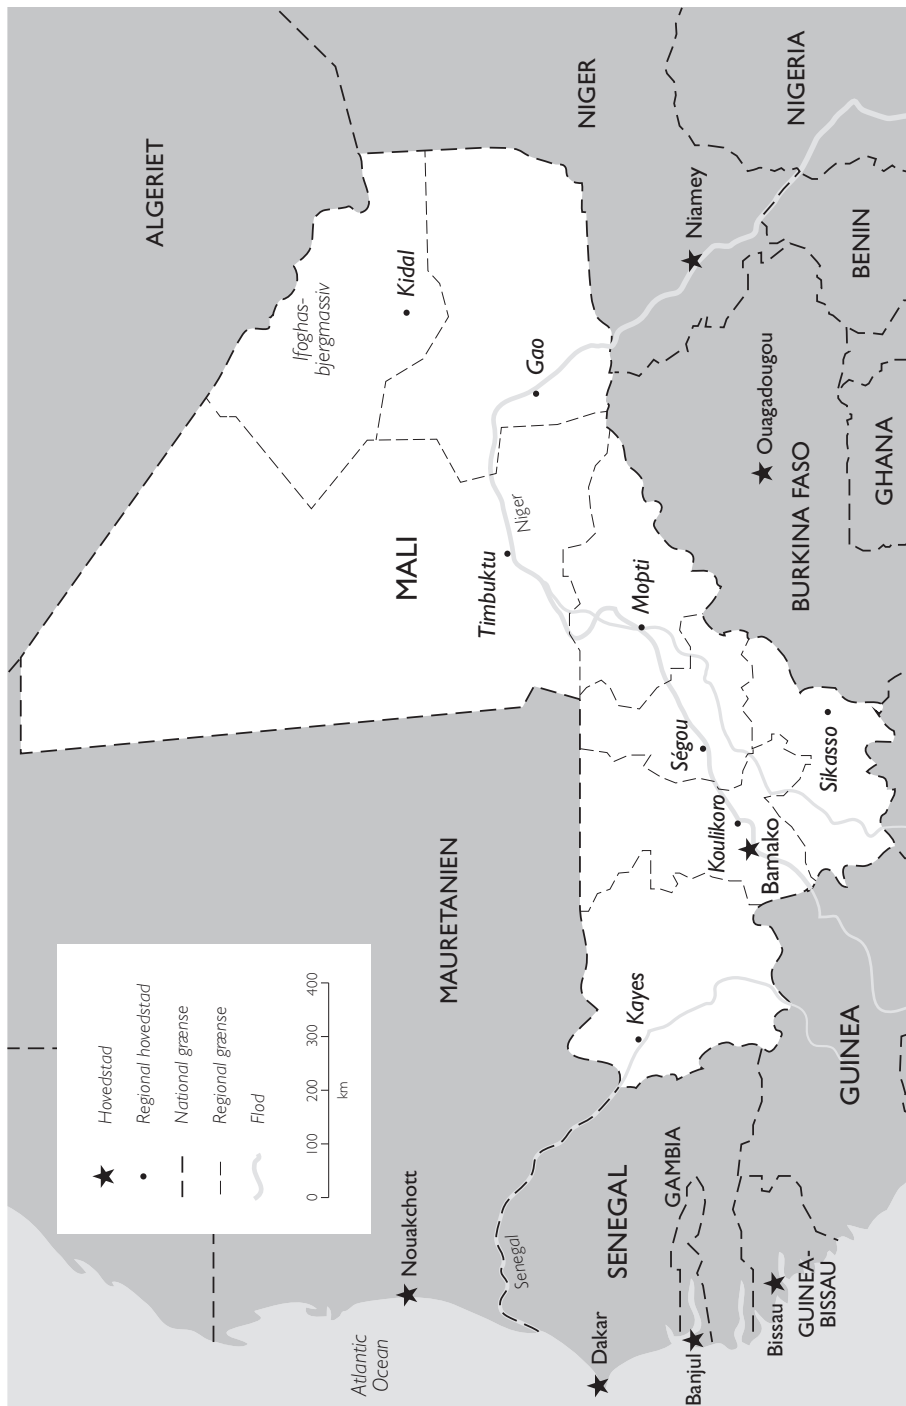 ALGERIET
NIGER
NIGERIA
Ifoghas-
bjergmassiv
Kidal
Niamey
BENIN
Gao
Ouagadougou
BURKINA FASO
GHANA
MALI
Timbuktu
Niger
Mopti
Ségou
Sikasso
Koulikoro
Bamako
MAURETANIEN
Kayes
GUINEA
Hovedstad
Regional hovedstad
National grænse
Regional grænse
Flod
0 100 200 300 400
km
Nouakchott
Senegal
SENEGAL
GAMBIA
Atlantic
Ocean
Dakar
Banjul
Bissau
GUINEA-
BISSAU